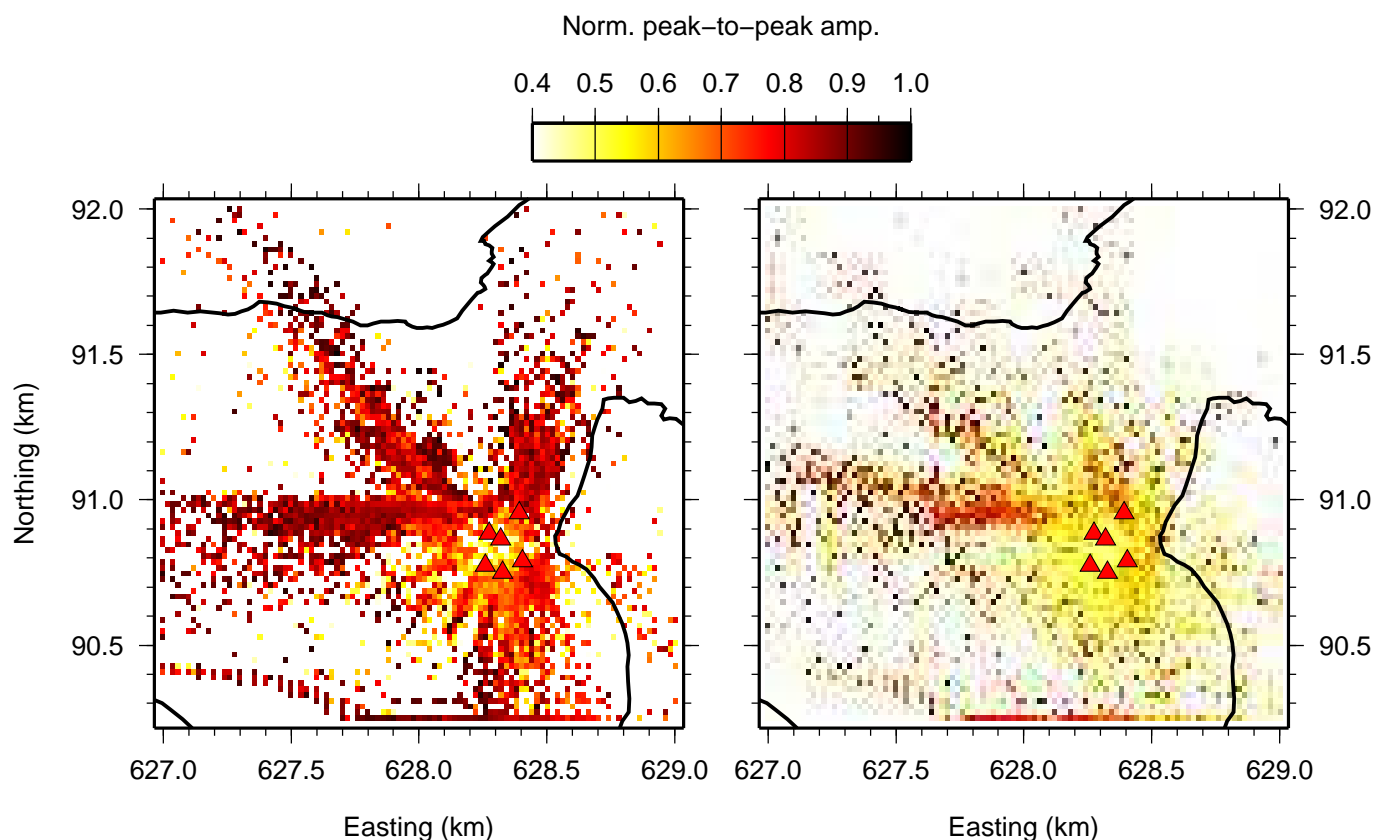 Norm. peak−to−peak amp.
0.4 0.5 0.6 0.7 0.8 0.9 1.0
92.0 92.0
91.5 91.5
Northing (km)
91.0 91.0
90.5 90.5
627.0 627.5 628.0 628.5 629.0 627.0 627.5 628.0 628.5 629.0
Easting (km) Easting (km)